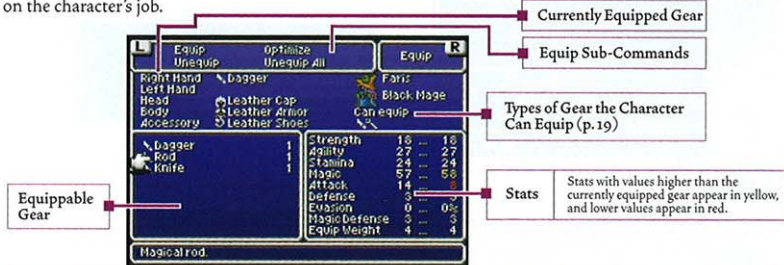 on the character's job.
Currently Equipped Gear
Equip Sub-Commands
Types of Gear the Character
Can Equip (p.19)
Stats
Stats with values higher than the
currently equipped gear appear in yellow,
and lower values appear in red.
Equippable
Gear
L
Equip Optimize
Unequip Unequip All
Equip
R
Right Hand Dagger
Left Hand
Head Leather Cap
Body Leather Armor
Accessory Leather Shoes
Faris
Black Mage
Can equip
Dagger 1
Rod 1
Knife 1
Strength 18 ... 18
Agility 27 ... 27
Stamina 24 ... 24
Magic 57 ... 58
Attack 14 ... 8
Defense 3 ... 3
Evasion 0 ... 0%
Magic Defense 3 ... 3
Equip Weight 4 ... 4
Magical rod.